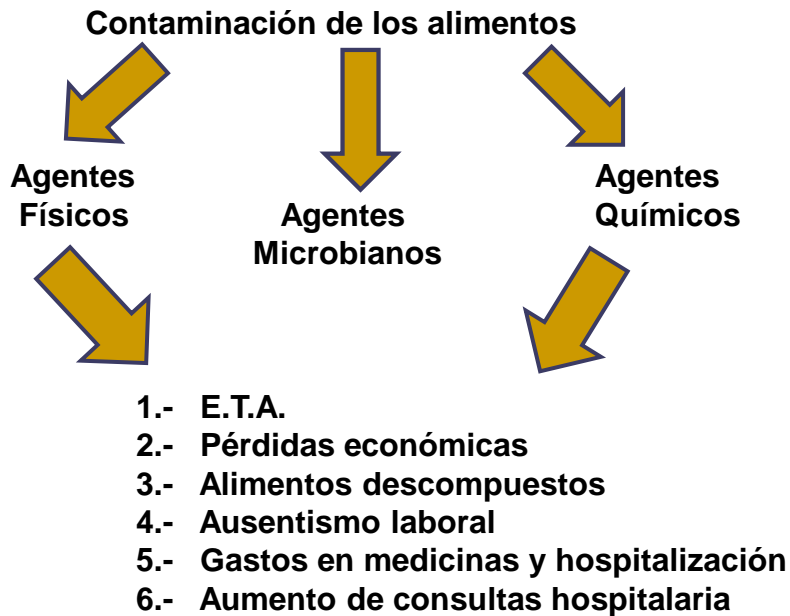 Contaminación de los alimentos
Agentes
Físicos
Agentes
Microbianos
Agentes
Químicos
1.- E.T.A.
2.- Pérdidas económicas
3.- Alimentos descompuestos
4.- Ausentismo laboral
5.- Gastos en medicinas y hospitalización
6.- Aumento de consultas hospitalaria